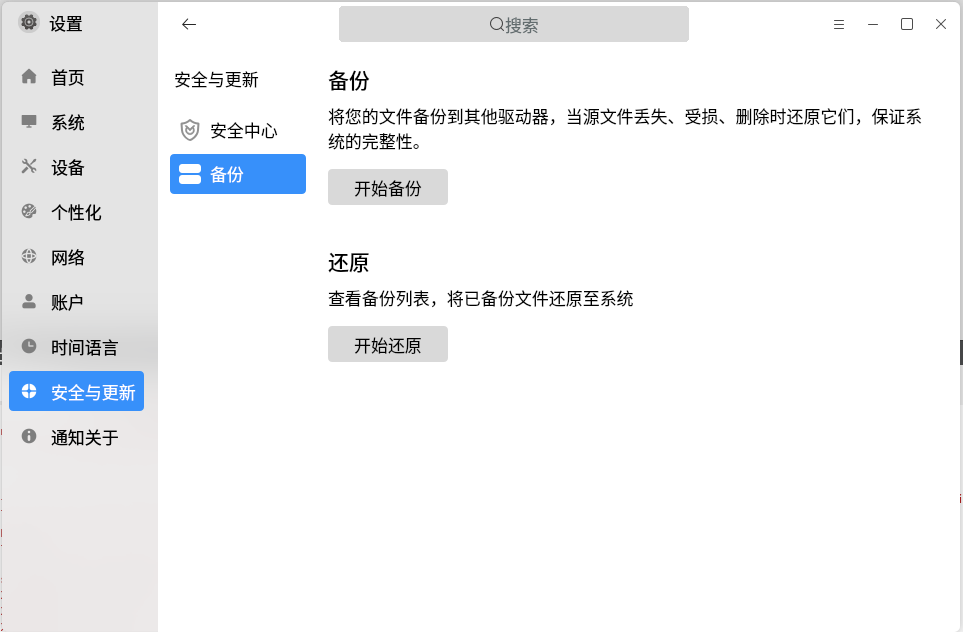 设置
搜索
首页
系统
设备
个性化
网络
账户
时间语言
安全与更新
通知关于
安全与更新
安全中心
备份
备份
将您的文件备份到其他驱动器，当源文件丢失、受损、删除时还原它们，保证系
统的完整性。
开始备份
还原
查看备份列表，将已备份文件还原至系统
开始还原